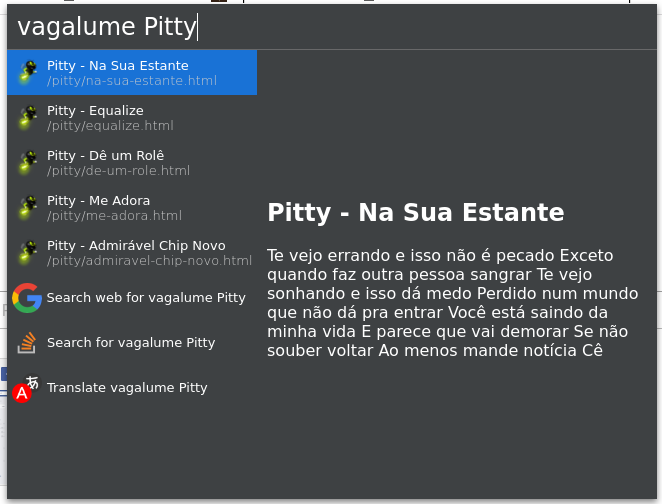 vagalume Pitty
Pitty - Na Sua Estante
/pitty/na-sua-estante.html
Pitty - Equalize
/pitty/equalize.html
Pitty - Dê um Rolê
/pitty/de-um-role.html
Pitty - Me Adora
/pitty/me-adora.html
Pitty - Admirável Chip Novo
/pitty/admiravel-chip-novo.html
Search web for vagalume Pitty
Search for vagalume Pitty
Translate vagalume Pitty
Pitty - Na Sua Estante
Te vejo errando e isso não é pecado Exceto
quando faz outra pessoa sangrar Te vejo
sonhando e isso dá medo Perdido num mundo
que não dá pra entrar Você está saindo da
minha vida E parece que vai demorar Se não
souber voltar Ao menos mande notícia Cê